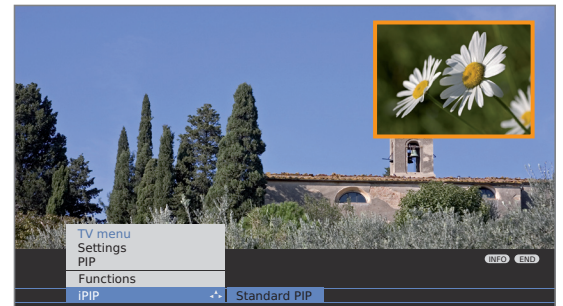 TV menu
Settings
PIP
INFO END
Functions
iPIP Standard PIP